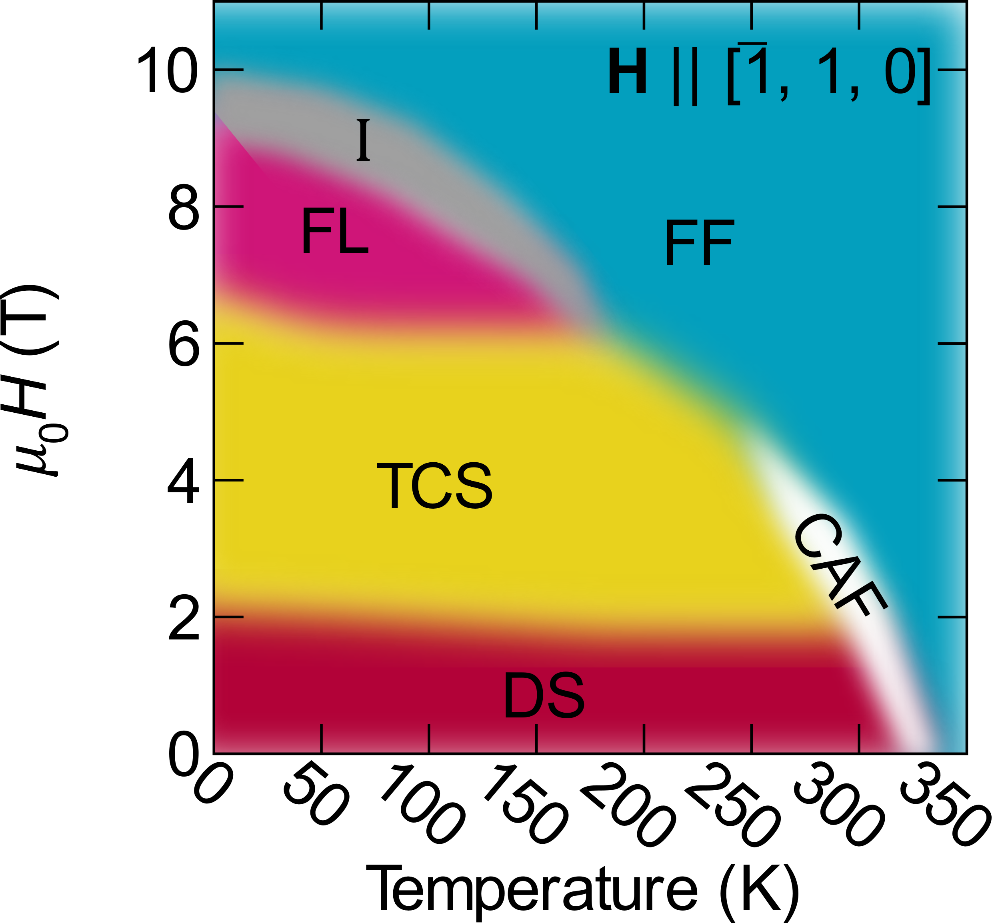 10
8
6
4
2
0
μ₀H (T)
H || [1̅, 1, 0]
I
FL
FF
TCS
CAF
DS
0 50 100 150 200 250 300 350
Temperature (K)